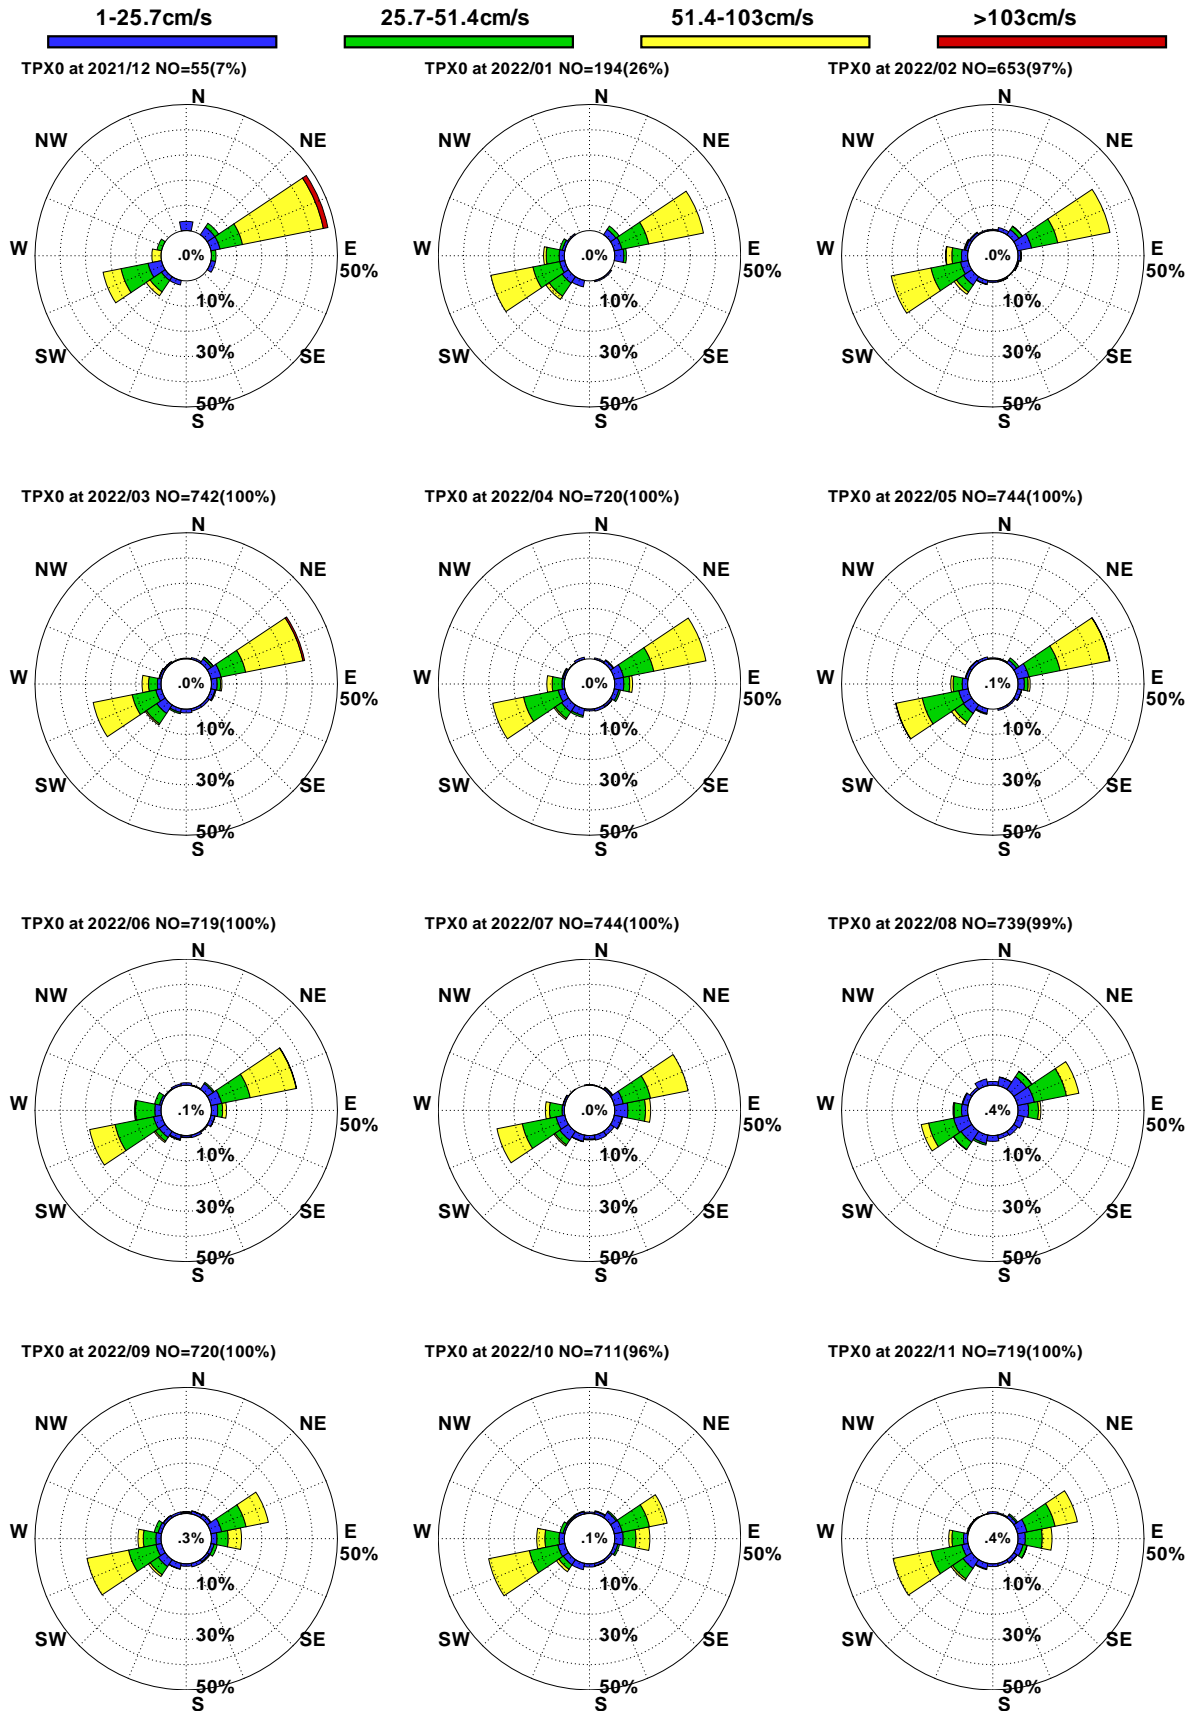 1-25.7cm/s 25.7-51.4cm/s 51.4-103cm/s >103cm/s
TPX0 at 2021/12 NO=55(7%) TPX0 at 2022/01 NO=194(26%) TPX0 at 2022/02 NO=653(97%)
N N N
NW NE NW NE NW NE
W .0% E W .0% E W .0% E
50% 50% 50%
10% 10% 10%
SW 30% SE SW 30% SE SW 30% SE
50% 50% 50%
S S S
TPX0 at 2022/03 NO=742(100%) TPX0 at 2022/04 NO=720(100%) TPX0 at 2022/05 NO=744(100%)
N N N
NW NE NW NE NW NE
W .0% E W .0% E W .1% E
50% 50% 50%
10% 10% 10%
SW 30% SE SW 30% SE SW 30% SE
50% 50% 50%
S S S
TPX0 at 2022/06 NO=719(100%) TPX0 at 2022/07 NO=744(100%) TPX0 at 2022/08 NO=739(99%)
N N N
NW NE NW NE NW NE
W .1% E W .0% E W .4% E
50% 50% 50%
10% 10% 10%
SW 30% SE SW 30% SE SW 30% SE
50% 50% 50%
S S S
TPX0 at 2022/09 NO=720(100%) TPX0 at 2022/10 NO=711(96%) TPX0 at 2022/11 NO=719(100%)
N N N
NW NE NW NE NW NE
W .3% E W .1% E W .4% E
50% 50% 50%
10% 10% 10%
SW 30% SE SW 30% SE SW 30% SE
50% 50% 50%
S S S